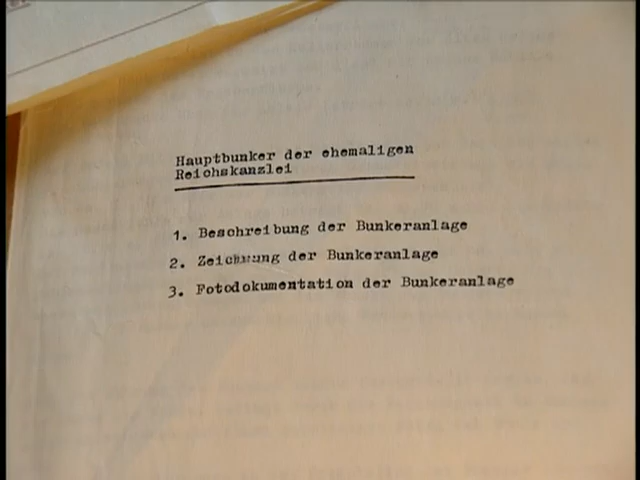 Hauptbunker der ehemaligen
Reichskanzlei
1. Beschreibung der Bunkeranlage
2. Zeichnung der Bunkeranlage
3. Fotodokumentation der Bunkeranlage